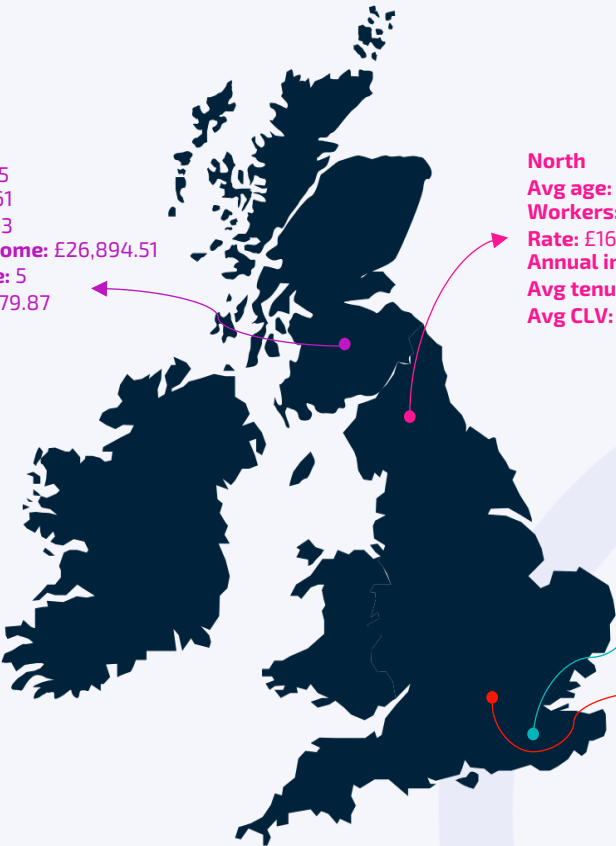 5
61
3
ome: £26,894.51
e: 5
79.87
North
Avg age:
Workers:
Rate: £16
Annual in
Avg tenu
Avg CLV: